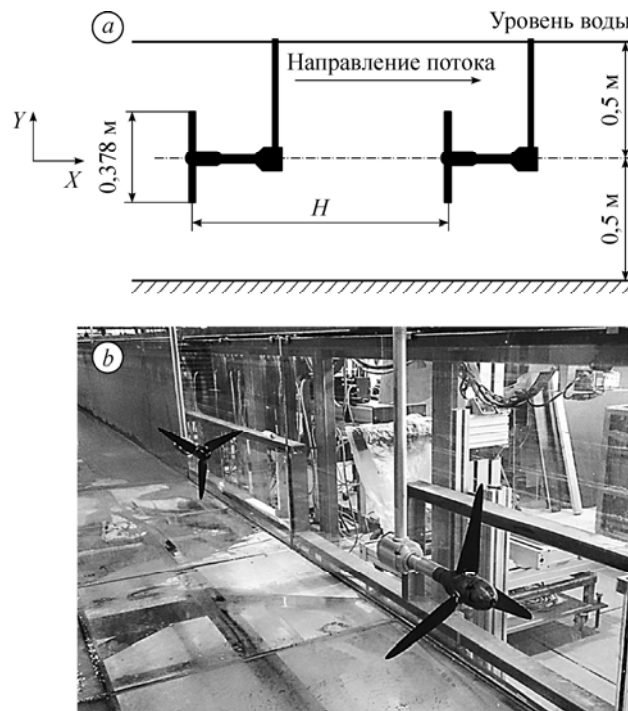 a
Уровень воды
Направление потока
Y
X
0,378 м
H
0,5 м
0,5 м
b